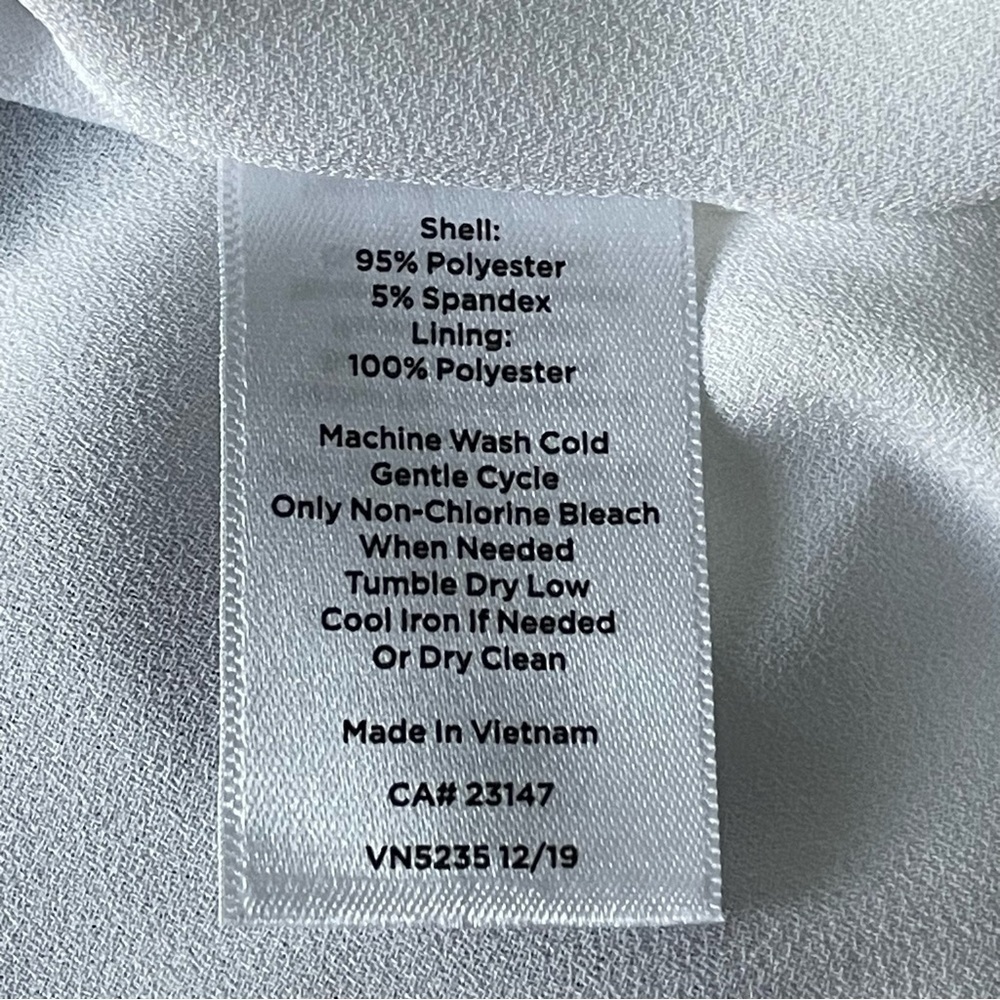 Shell:
95% Polyester
5% Spandex
Lining:
100% Polyester
Machine Wash Cold
Gentle Cycle
Only Non-Chlorine Bleach
When Needed
Tumble Dry Low
Cool Iron If Needed
Or Dry Clean
Made In Vietnam
CA# 23147
VN5235 12/19